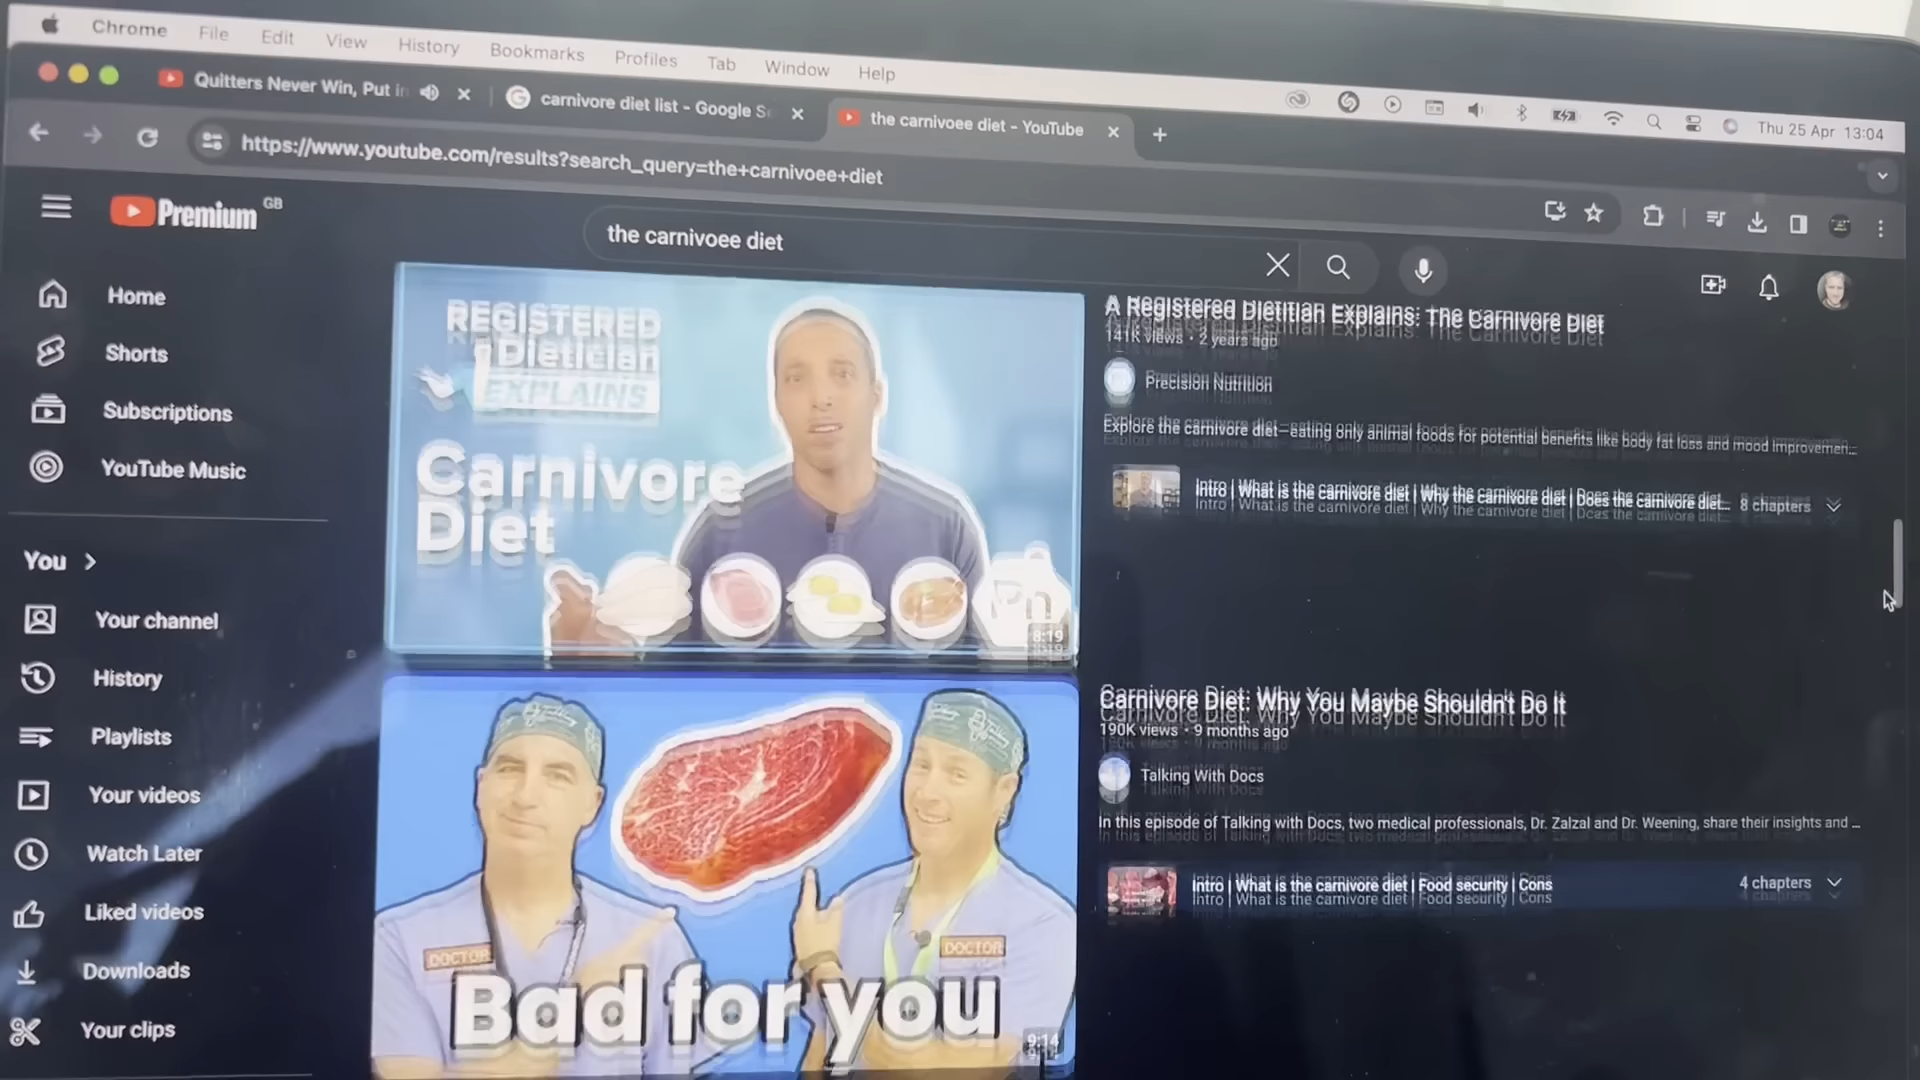 Chrome File Edit View History Bookmarks Profiles Tab Window Help
Thu 25 Apr 13:04
Quitters Never Win, Put in
carnivore diet list - Google Se
the carnivoee diet - YouTube
https://www.youtube.com/results?search_query=the+carnivoee+diet
Premium GB
the carnivoee diet
Home
Shorts
Subscriptions
YouTube Music
You
Your channel
History
Playlists
Your videos
Watch Later
Liked videos
Downloads
Your clips
REGISTERED
Dietician
EXPLAINS
Carnivore
Diet
Pn
8:19
A Registered Dietitian Explains: The Carnivore Diet
141K views • 2 years ago
Precision Nutrition
Explore the carnivore diet—eating only animal foods for potential benefits like body fat loss and mood improvemen...
Intro | What is the carnivore diet | Why the carnivore diet | Does the carnivore diet... 8 chapters
DOCTOR
DOCTOR
Bad for you
9:14
Carnivore Diet: Why You Maybe Shouldn't Do It
190K views • 9 months ago
Talking With Docs
In this episode of Talking with Docs, two medical professionals, Dr. Zalzal and Dr. Weening, share their insights and ...
Intro | What is the carnivore diet | Food security | Cons 4 chapters